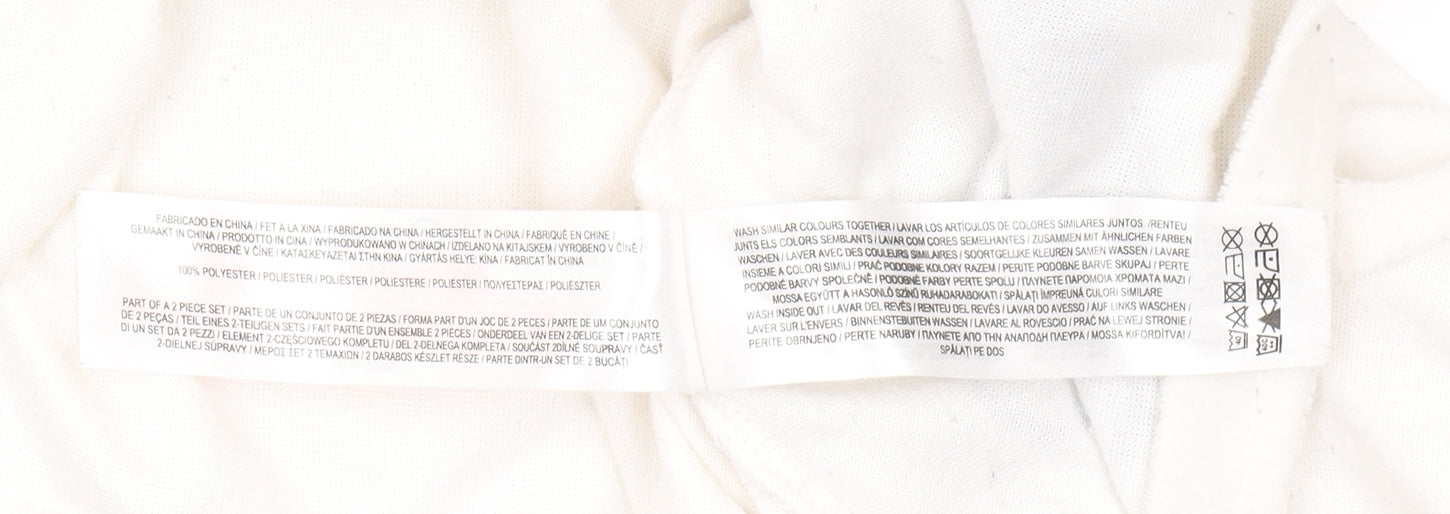 FABRICADO EN CHINA / FET A LA XINA / FABRICADO NA CHINA / HERGESTELLT IN CHINA / FABRIQUÉ EN CHINE /
GEMAAKT IN CHINA / PRODOTTO IN CINA / WYPRODUKOWANO W CHINACH / IZDELANO NA KITAJSKEM / VYROBENO V ČÍNĚ /
VYROBENÉ V ČÍNE / ΚΑΤΑΣΚΕΥΑΖΕΤΑΙ ΣΤΗΝ ΚΙΝΑ / GYÁRTÁS HELYE: KÍNA / FABRICAT ÎN CHINA
100% POLYESTER / POLIÉSTER / POLIÈSTER / POLIESTERE / POLIESTER / ΠΟΛΥΕΣΤΕΡΑΣ / POLIÉSZTER
PART OF A 2 PIECE SET / PARTE DE UN CONJUNTO DE 2 PIEZAS / FORMA PART D'UN JOC DE 2 PECES / PARTE DE UM CONJUNTO
DE 2 PEÇAS / TEIL EINES 2-TEILIGEN SETS / FAIT PARTIE D'UN ENSEMBLE 2 PIÈCES / ONDERDEEL VAN EEN 2-DELIGE SET / PARTE
DI UN SET DA 2 PEZZI / ELEMENT 2-CZĘŚCIOWEGO KOMPLETU / DEL 2-DELNEGA KOMPLETA / SOUČÁST 2DÍLNÉ SOUPRAVY / ČASŤ
2-DIELNEJ SÚPRAVY / ΜΕΡΟΣ ΣΕΤ 2 ΤΕΜΑΧΙΩΝ / 2 DARABOS KÉSZLET RÉSZE / PARTE DINTR-UN SET DE 2 BUCĂȚI
WASH SIMILAR COLOURS TOGETHER / LAVAR LOS ARTÍCULOS DE COLORES SIMILARES JUNTOS /RENTEU
JUNTS ELS COLORS SEMBLANTS / LAVAR COM CORES SEMELHANTES / ZUSAMMEN MIT ÄHNLICHEN FARBEN
WASCHEN / LAVER AVEC DES COULEURS SIMILAIRES / SOORTGELIJKE KLEUREN SAMEN WASSEN / LAVARE
INSIEME A COLORI SIMILI / PRAĆ PODOBNE KOLORY RAZEM / PERITE PODOBNE BARVE SKUPAJ / PERTE
PODOBNÉ BARVY SPOLEČNĚ / PODOBNÉ FARBY PERTE SPOLU / ΠΛΥΝΕΤΕ ΠΑΡΟΜΟΙΑ ΧΡΩΜΑΤΑ ΜΑΖΙ /
MOSSA EGYÜTT A HASONLÓ SZÍNŰ RUHADARABOKAT / SPĂLAȚI ÎMPREUNĂ CULORI SIMILARE
WASH INSIDE OUT / LAVAR DEL REVÉS / RENTEU DEL REVÉS / LAVAR DO AVESSO / AUF LINKS WASCHEN /
LAVER SUR L'ENVERS / BINNENSTEBUITEN WASSEN / LAVARE AL ROVESCIO / PRAĆ NA LEWEJ STRONIE /
PERITE OBRNJENO / PERTE NARUBY / ΠΛΥΝΕΤΕ ΑΠΟ ΤΗΝ ΑΝΑΠΟΔΗ ΠΛΕΥΡΑ / MOSSA KIFORDÍTVA! /
SPĂLAȚI PE DOS
40
40C